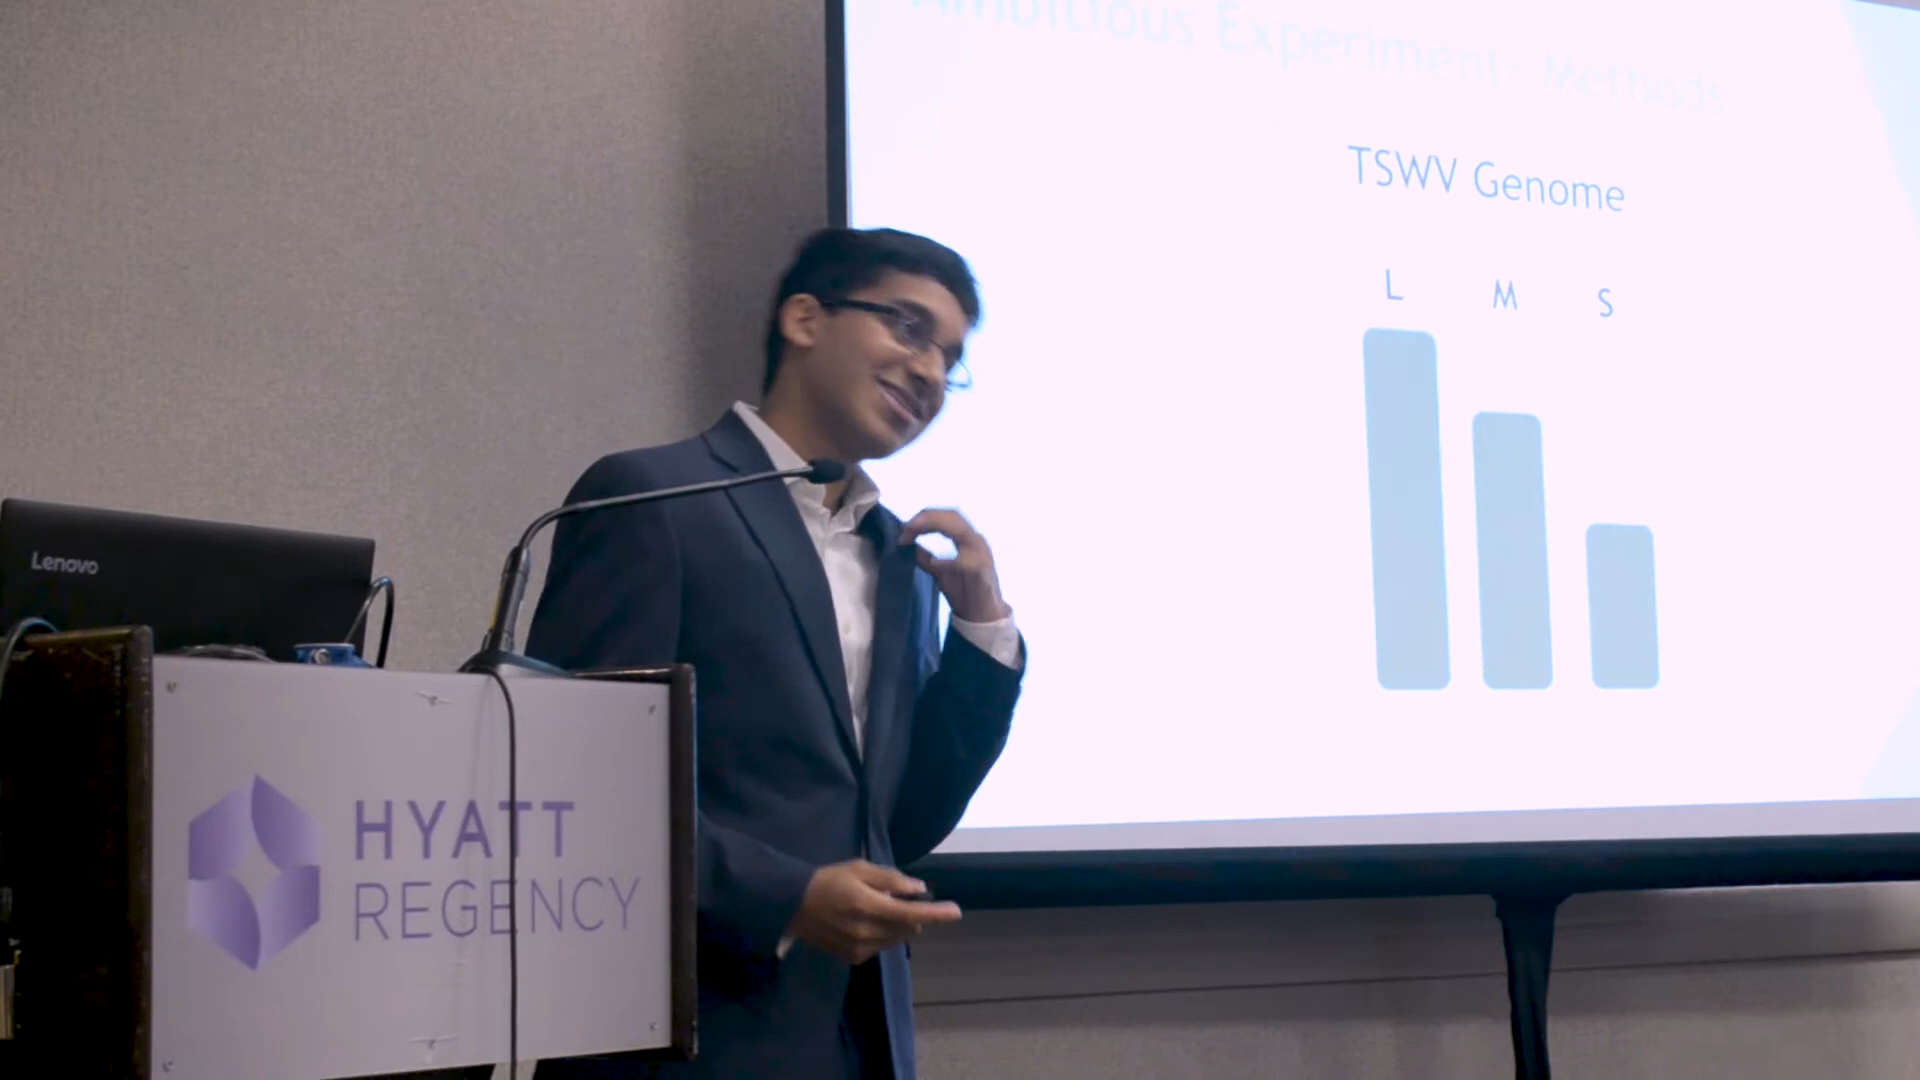 Ambitious Experiment: Methods
TSWV Genome
L M S
Lenovo
HYATT
REGENCY